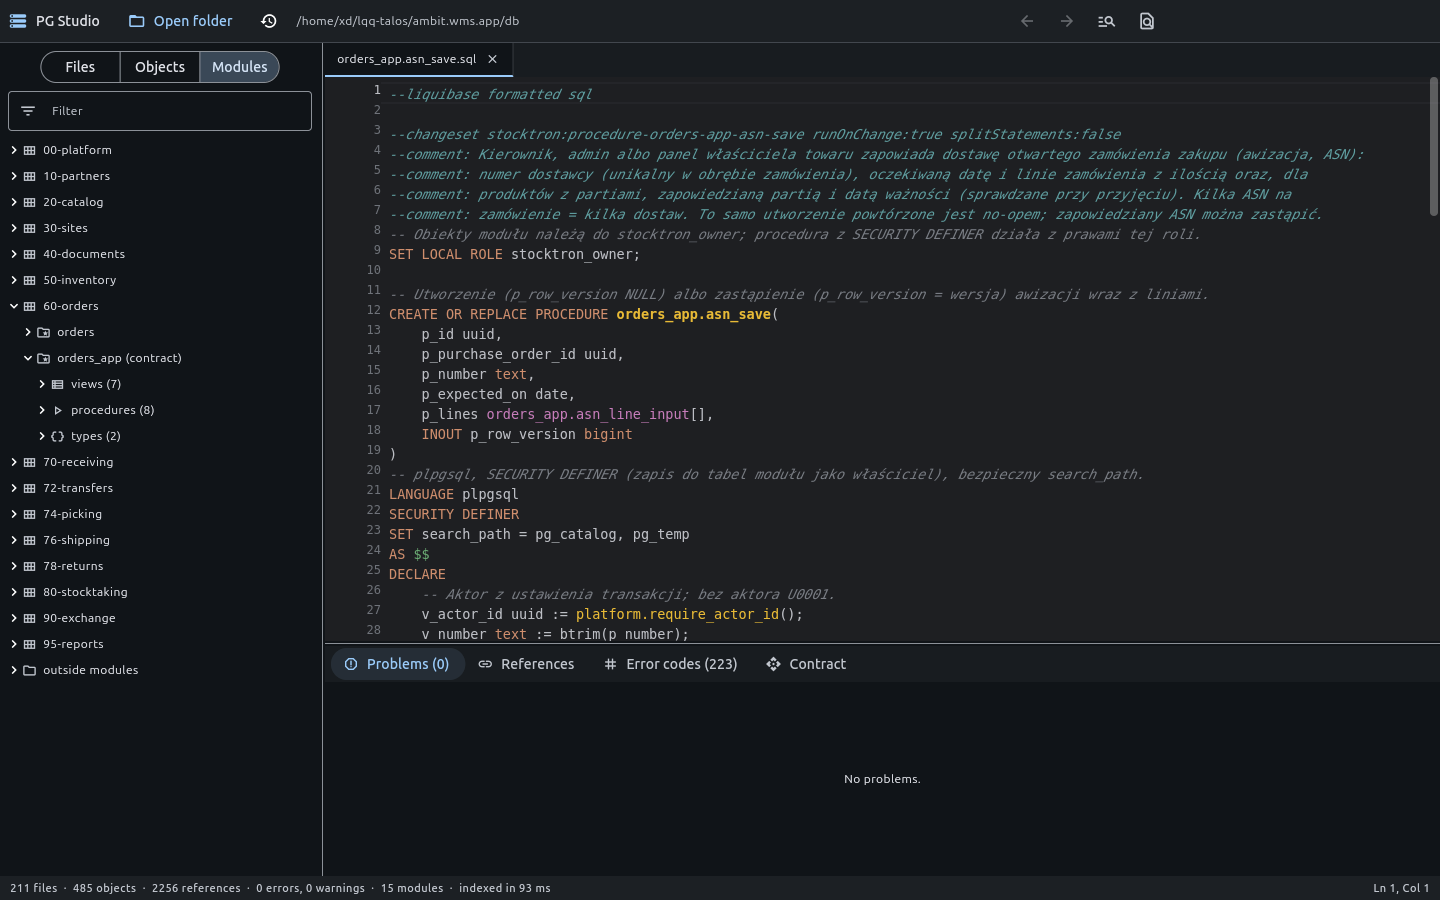 PG Studio Open folder /home/xd/lqq-talos/ambit.wms.app/db
Files Objects Modules
Filter
00-platform
10-partners
20-catalog
30-sites
40-documents
50-inventory
60-orders
orders
orders_app (contract)
views (7)
procedures (8)
types (2)
70-receiving
72-transfers
74-picking
76-shipping
78-returns
80-stocktaking
90-exchange
95-reports
outside modules
orders_app.asn_save.sql
1 --liquibase formatted sql
2
3 --changeset stocktron:procedure-orders-app-asn-save runOnChange:true splitStatements:false
4 --comment: Kierownik, admin albo panel właściciela towaru zapowiada dostawę otwartego zamówienia zakupu (awizacja, ASN):
5 --comment: numer dostawcy (unikalny w obrębie zamówienia), oczekiwaną datę i linie zamówienia z ilością oraz, dla
6 --comment: produktów z partiami, zapowiedzianą partią i datą ważności (sprawdzane przy przyjęciu). Kilka ASN na
7 --comment: zamówienie = kilka dostaw. To samo utworzenie powtórzone jest no-opem; zapowiedziany ASN można zastąpić.
8 -- Obiekty modułu należą do stocktron_owner; procedura z SECURITY DEFINER działa z prawami tej roli.
9 SET LOCAL ROLE stocktron_owner;
10
11 -- Utworzenie (p_row_version NULL) albo zastąpienie (p_row_version = wersja) awizacji wraz z liniami.
12 CREATE OR REPLACE PROCEDURE orders_app.asn_save(
13 p_id uuid,
14 p_purchase_order_id uuid,
15 p_number text,
16 p_expected_on date,
17 p_lines orders_app.asn_line_input[],
18 INOUT p_row_version bigint
19 )
20 -- plpgsql, SECURITY DEFINER (zapis do tabel modułu jako właściciel), bezpieczny search_path.
21 LANGUAGE plpgsql
22 SECURITY DEFINER
23 SET search_path = pg_catalog, pg_temp
24 AS $$
25 DECLARE
26 -- Aktor z ustawienia transakcji; bez aktora U0001.
27 v_actor_id uuid := platform.require_actor_id();
28 v_number text := btrim(p_number);
Problems (0) References Error codes (223) Contract
No problems.
211 files · 485 objects · 2256 references · 0 errors, 0 warnings · 15 modules · indexed in 93 ms
Ln 1, Col 1